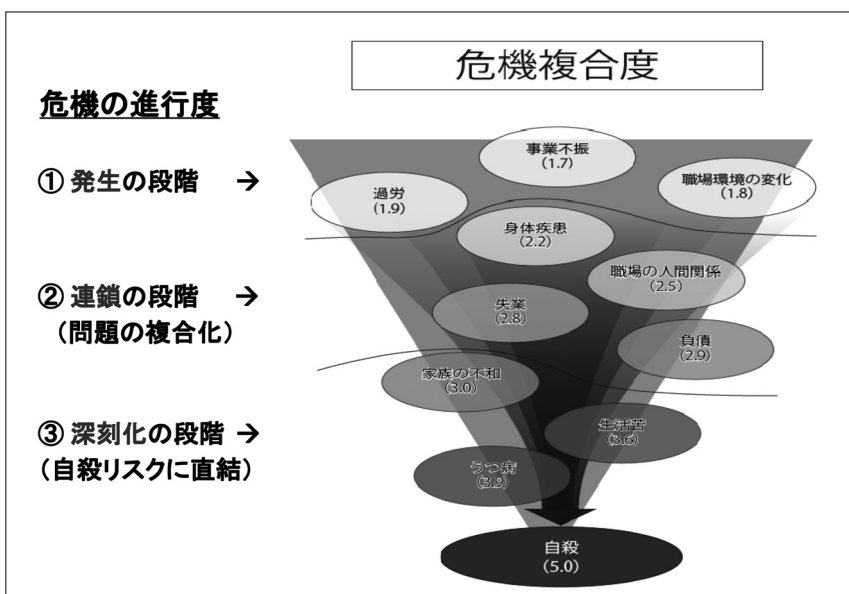 危機複合度
危機の進行度
① 発生の段階 →
② 連鎖の段階 →
(問題の複合化)
③ 深刻化の段階 →
(自殺リスクに直結)
事業不振
(1.7)
過労
(1.9)
職場環境の変化
(1.8)
身体疾患
(2.2)
職場の人間関係
(2.5)
失業
(2.8)
負債
(2.9)
家族の不和
(3.0)
生活苦
(3.6)
うつ病
(3.9)
自殺
(5.0)